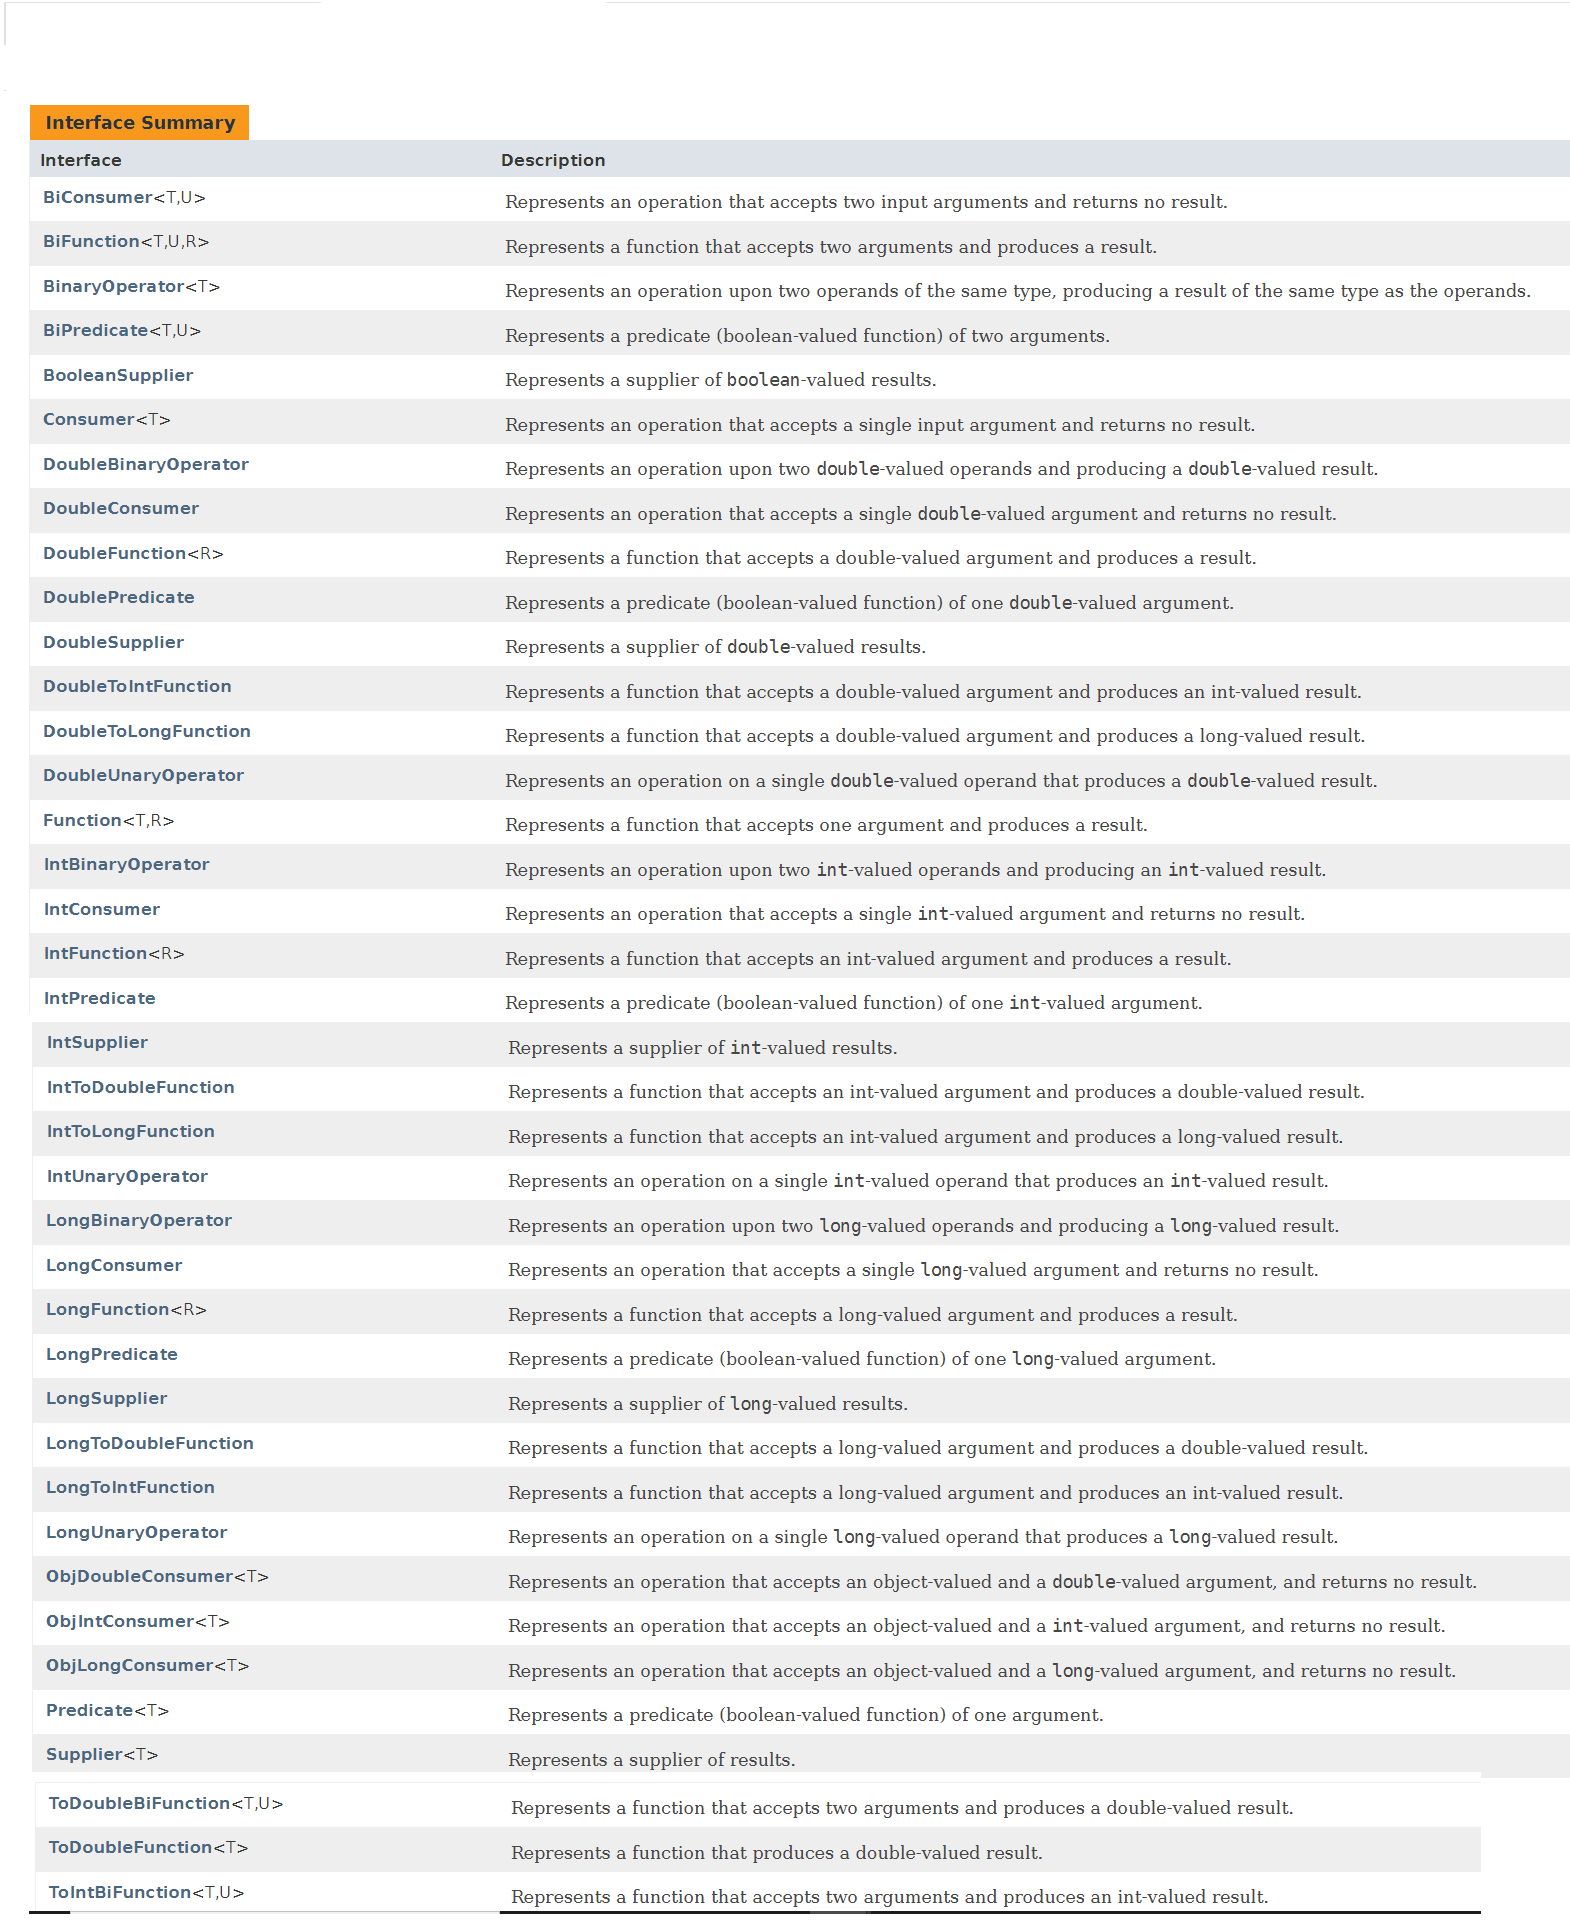 Interface Summary
Interface Description
BiConsumer<T,U> Represents an operation that accepts two input arguments and returns no result.
BiFunction<T,U,R> Represents a function that accepts two arguments and produces a result.
BinaryOperator<T> Represents an operation upon two operands of the same type, producing a result of the same type as the operands.
BiPredicate<T,U> Represents a predicate (boolean-valued function) of two arguments.
BooleanSupplier Represents a supplier of boolean-valued results.
Consumer<T> Represents an operation that accepts a single input argument and returns no result.
DoubleBinaryOperator Represents an operation upon two double-valued operands and producing a double-valued result.
DoubleConsumer Represents an operation that accepts a single double-valued argument and returns no result.
DoubleFunction<R> Represents a function that accepts a double-valued argument and produces a result.
DoublePredicate Represents a predicate (boolean-valued function) of one double-valued argument.
DoubleSupplier Represents a supplier of double-valued results.
DoubleToIntFunction Represents a function that accepts a double-valued argument and produces an int-valued result.
DoubleToLongFunction Represents a function that accepts a double-valued argument and produces a long-valued result.
DoubleUnaryOperator Represents an operation on a single double-valued operand that produces a double-valued result.
Function<T,R> Represents a function that accepts one argument and produces a result.
IntBinaryOperator Represents an operation upon two int-valued operands and producing an int-valued result.
IntConsumer Represents an operation that accepts a single int-valued argument and returns no result.
IntFunction<R> Represents a function that accepts an int-valued argument and produces a result.
IntPredicate Represents a predicate (boolean-valued function) of one int-valued argument.
IntSupplier Represents a supplier of int-valued results.
IntToDoubleFunction Represents a function that accepts an int-valued argument and produces a double-valued result.
IntToLongFunction Represents a function that accepts an int-valued argument and produces a long-valued result.
IntUnaryOperator Represents an operation on a single int-valued operand that produces an int-valued result.
LongBinaryOperator Represents an operation upon two long-valued operands and producing a long-valued result.
LongConsumer Represents an operation that accepts a single long-valued argument and returns no result.
LongFunction<R> Represents a function that accepts a long-valued argument and produces a result.
LongPredicate Represents a predicate (boolean-valued function) of one long-valued argument.
LongSupplier Represents a supplier of long-valued results.
LongToDoubleFunction Represents a function that accepts a long-valued argument and produces a double-valued result.
LongToIntFunction Represents a function that accepts a long-valued argument and produces an int-valued result.
LongUnaryOperator Represents an operation on a single long-valued operand that produces a long-valued result.
ObjDoubleConsumer<T> Represents an operation that accepts an object-valued and a double-valued argument, and returns no result.
ObjIntConsumer<T> Represents an operation that accepts an object-valued and a int-valued argument, and returns no result.
ObjLongConsumer<T> Represents an operation that accepts an object-valued and a long-valued argument, and returns no result.
Predicate<T> Represents a predicate (boolean-valued function) of one argument.
Supplier<T> Represents a supplier of results.
ToDoubleBiFunction<T,U> Represents a function that accepts two arguments and produces a double-valued result.
ToDoubleFunction<T> Represents a function that produces a double-valued result.
ToIntBiFunction<T,U> Represents a function that accepts two arguments and produces an int-valued result.